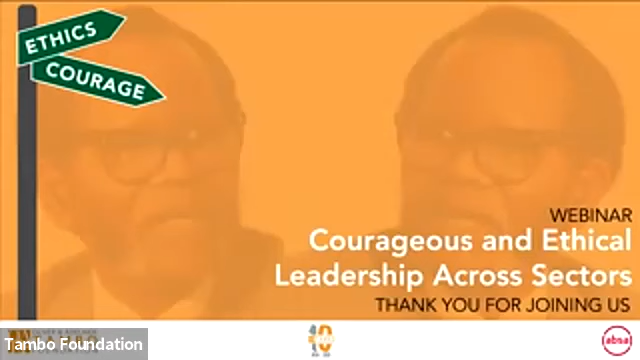 ETHICS
COURAGE
WEBINAR
Courageous and Ethical
Leadership Across Sectors
THANK YOU FOR JOINING US
Tambo Foundation
10
absa